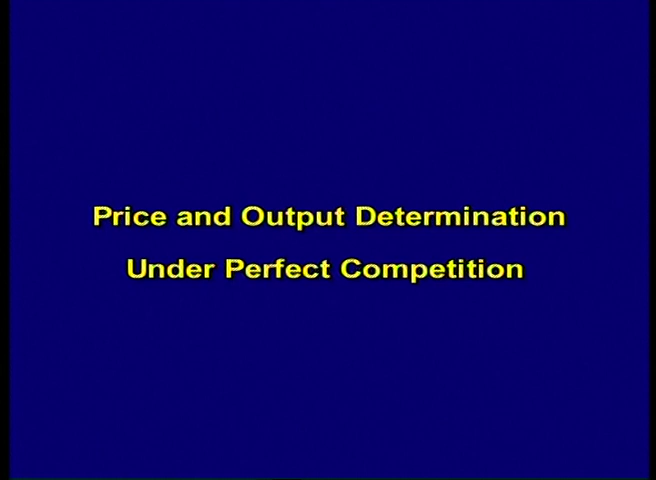 Price and Output Determination
Under Perfect Competition